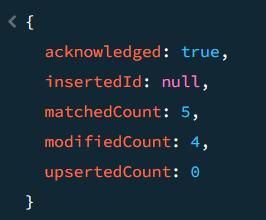 < {
acknowledged: true,
insertedId: null,
matchedCount: 5,
modifiedCount: 4,
upsertedCount: 0
}